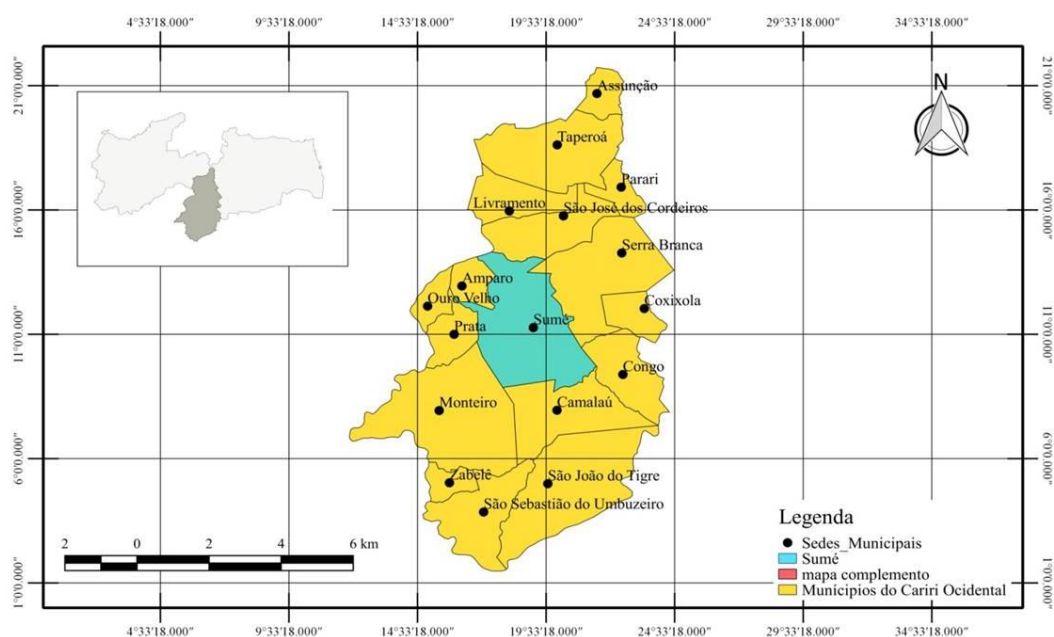 4°33'18.000" 9°33'18.000" 14°33'18.000" 19°33'18.000" 24°33'18.000" 29°33'18.000" 34°33'18.000"
21°0'0.000" 21°0'0.000"
N
Assunção
Taperoá
Parari
16°0'0.000" 16°0'0.000"
Livramento
São José dos Cordeiros
Serra Branca
Amparo
Ouro Velho
Coxixola
Sumé
11°0'0.000" 11°0'0.000"
Prata
Congo
Monteiro
Camalaú
6°0'0.000" 6°0'0.000"
Zabelê
São João do Tigre
São Sebastião do Umbuzeiro
Legenda
Sedes_Municipais
Sumé
mapa complemento
Munícipios do Cariri Ocidental
2 0 2 4 6 km
1°0'0.000" 1°0'0.000"
4°33'18.000" 9°33'18.000" 14°33'18.000" 19°33'18.000" 24°33'18.000" 29°33'18.000" 34°33'18.000"